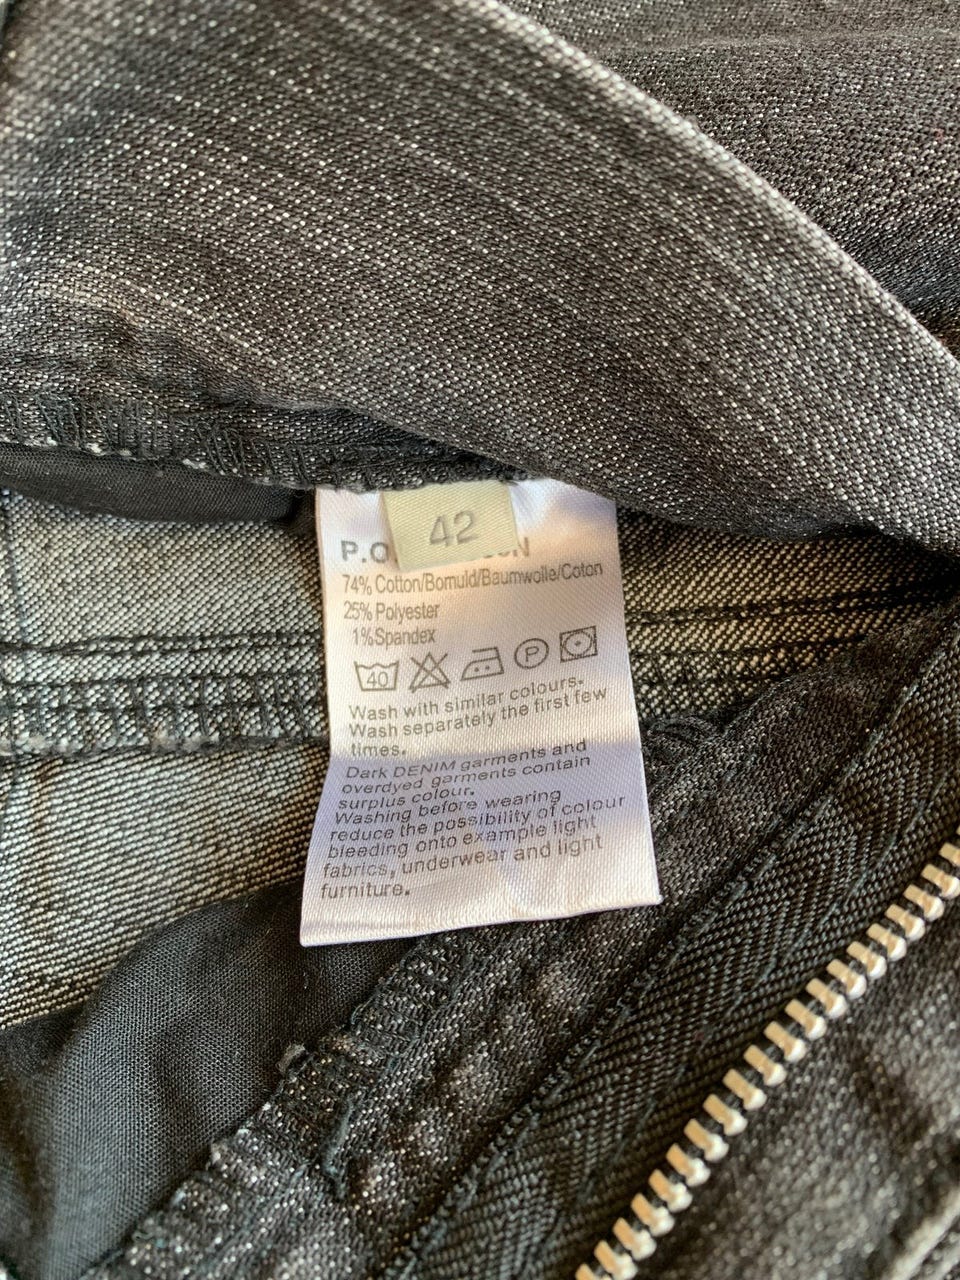 42
P.O.
74% Cotton/Bomuld/Baumwolle/Coton
25% Polyester
1%Spandex
40 P
Wash with similar colours.
Wash separately the first few
times.
Dark DENIM garments and
overdyed garments contain
surplus colour.
Washing before wearing
reduce the possibility of colour
bleeding onto example light
fabrics, underwear and light
furniture.